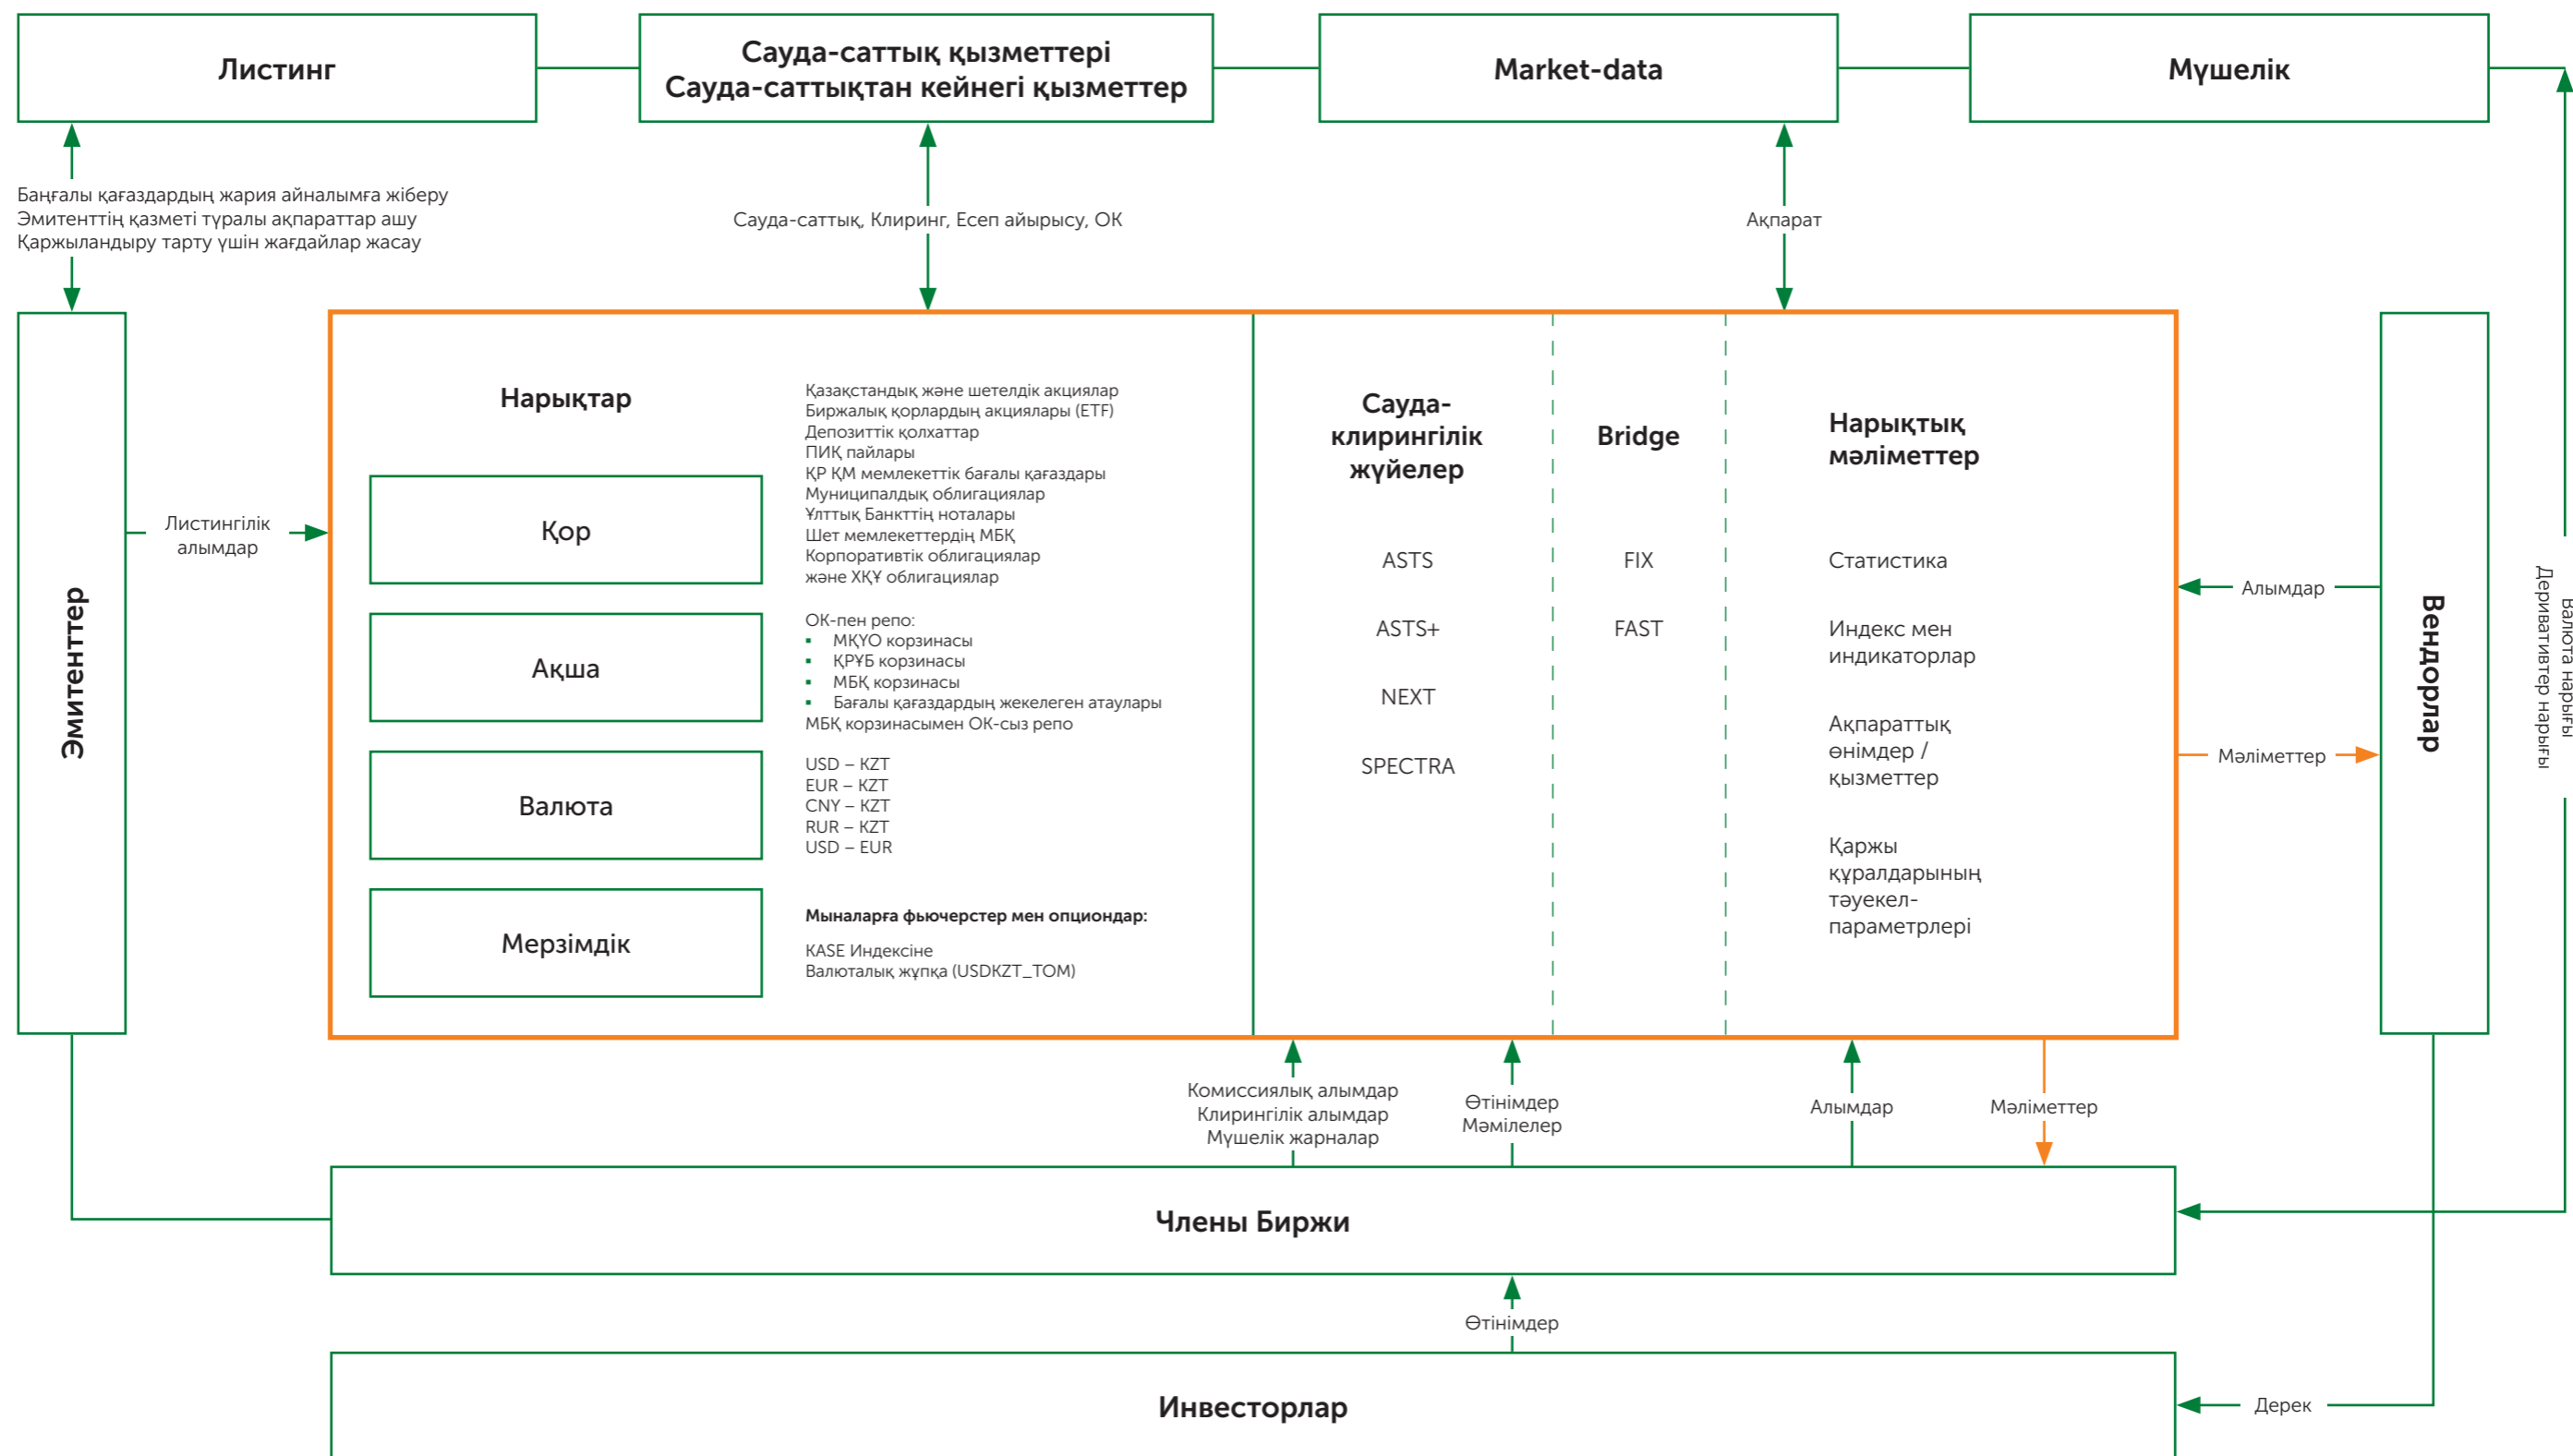 Листинг
Сауда-саттық қызметтері
Сауда-саттықтан кейнегі қызметтер
Market-data
Мүшелік
Баңғалы қағаздардың жария айналымға жіберу
Эмитенттің қазметі түралы ақпараттар ашу
Қаржыландыру тарту үшін жағдайлар жасау
Сауда-саттық, Клиринг, Есеп айырысу, ОК
Ақпарат
Эмитенттер
Листингілік
алымдар
Нарықтар
Қор
Қазақстандық және шетелдік акциялар
Биржалық қорлардың акциялары (ETF)
Депозиттік қолхаттар
ПИҚ пайлары
ҚР ҚМ мемлекеттік бағалы қағаздары
Муниципалдық облигациялар
Ұлттық Банкттің ноталары
Шет мемлекеттердің МБҚ
Корпоративтік облигациялар
және ХҚҰ облигациялар
Ақша
ОК-пен репо:
▪ МҚҮО корзинасы
▪ ҚРҰБ корзинасы
▪ МБҚ корзинасы
▪ Бағалы қағаздардың жекелеген атаулары
МБҚ корзинасымен ОК-сыз репо
Валюта
USD – KZT
EUR – KZT
CNY – KZT
RUR – KZT
USD – EUR
Мерзімдік
Мыналарға фьючерстер мен опциондар:
KASE Индексіне
Валюталық жұпқа (USDKZT_TOM)
Сауда-
клирингілік
жүйелер
ASTS
ASTS+
NEXT
SPECTRA
Bridge
FIX
FAST
Нарықтық
мәліметтер
Статистика
Индекс мен
индикаторлар
Ақпараттық
өнімдер /
қызметтер
Қаржы
құралдарының
тәуекел-
параметрлері
Алымдар
Мәліметтер
Вендорлар
Валюта нарығы
Деривативтер нарығы
Комиссиялық алымдар
Клирингілік алымдар
Мүшелік жарналар
Өтінімдер
Мәмілелер
Алымдар
Мәліметтер
Члены Биржи
Өтінімдер
Инвесторлар
Дерек